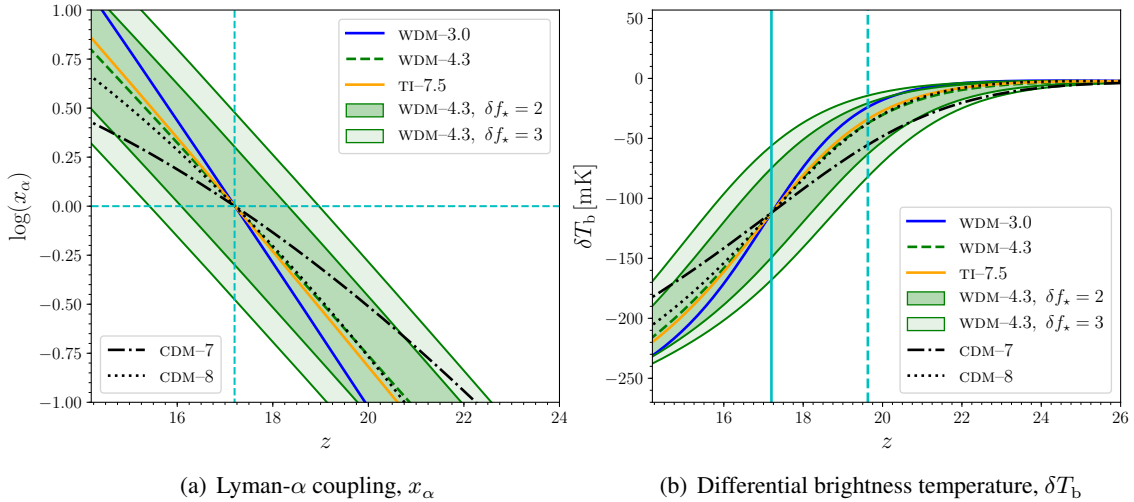 1.00
0.75
0.50
0.25
0.00
−0.25
−0.50
−0.75
−1.00
log(xα)
16 18 20 22 24
z
WDM–3.0
WDM–4.3
TI–7.5
WDM–4.3, δf⋆ = 2
WDM–4.3, δf⋆ = 3
CDM–7
CDM–8
(a) Lyman-α coupling, xα
50
0
−50
−100
−150
−200
−250
δTb [mK]
16 18 20 22 24 26
z
WDM–3.0
WDM–4.3
TI–7.5
WDM–4.3, δf⋆ = 2
WDM–4.3, δf⋆ = 3
CDM–7
CDM–8
(b) Differential brightness temperature, δTb